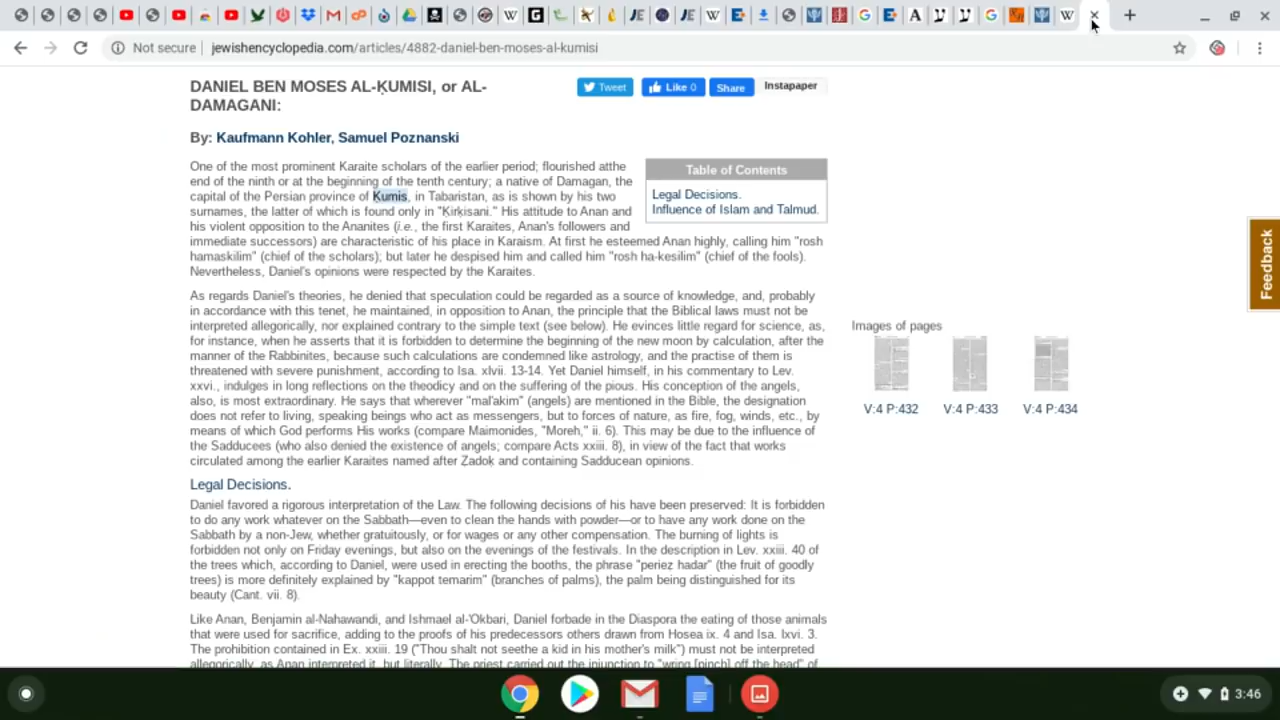 Not secure | jewishencyclopedia.com/articles/4882-daniel-ben-moses-al-kumisi
DANIEL BEN MOSES AL-ḲUMISI, or AL-
DAMAGANI:
Tweet
Like 0
Share
Instapaper
By: Kaufmann Kohler, Samuel Poznanski
One of the most prominent Karaite scholars of the earlier period; flourished atthe
end of the ninth or at the beginning of the tenth century; a native of Damagan, the
capital of the Persian province of Ḳumis, in Tabaristan, as is shown by his two
surnames, the latter of which is found only in "Ḳirḳisani." His attitude to Anan and
his violent opposition to the Ananites (i.e., the first Karaites, Anan's followers and
immediate successors) are characteristic of his place in Karaism. At first he esteemed Anan highly, calling him "rosh
hamaskilim" (chief of the scholars); but later he despised him and called him "rosh ha-kesilim" (chief of the fools).
Nevertheless, Daniel's opinions were respected by the Karaites.
Table of Contents
Legal Decisions.
Influence of Islam and Talmud.
As regards Daniel's theories, he denied that speculation could be regarded as a source of knowledge, and, probably
in accordance with this tenet, he maintained, in opposition to Anan, the principle that the Biblical laws must not be
interpreted allegorically, nor explained contrary to the simple text (see below). He evinces little regard for science, as,
for instance, when he asserts that it is forbidden to determine the beginning of the new moon by calculation, after the
manner of the Rabbinites, because such calculations are condemned like astrology, and the practise of them is
threatened with severe punishment, according to Isa. xlvii. 13-14. Yet Daniel himself, in his commentary to Lev.
xxvi., indulges in long reflections on the theodicy and on the suffering of the pious. His conception of the angels,
also, is most extraordinary. He says that wherever "mal'akim" (angels) are mentioned in the Bible, the designation
does not refer to living, speaking beings who act as messengers, but to forces of nature, as fire, fog, winds, etc., by
means of which God performs His works (compare Maimonides, "Moreh," ii. 6). This may be due to the influence of
the Sadducees (who also denied the existence of angels; compare Acts xxiii. 8), in view of the fact that works
circulated among the earlier Karaites named after Ẓadoḳ and containing Sadducean opinions.
Images of pages
V:4 P:432
V:4 P:433
V:4 P:434
Feedback
Legal Decisions.
Daniel favored a rigorous interpretation of the Law. The following decisions of his have been preserved: It is forbidden
to do any work whatever on the Sabbath—even to clean the hands with powder—or to have any work done on the
Sabbath by a non-Jew, whether gratuitously, or for wages or any other compensation. The burning of lights is
forbidden not only on Friday evenings, but also on the evenings of the festivals. In the description in Lev. xxiii. 40 of
the trees which, according to Daniel, were used in erecting the booths, the phrase "periez hadar" (the fruit of goodly
trees) is more definitely explained by "kappot temarim" (branches of palms), the palm being distinguished for its
beauty (Cant. vii. 8).
Like Anan, Benjamin al-Nahawandi, and Ishmael al-'Okbari, Daniel forbade in the Diaspora the eating of those animals
that were used for sacrifice, adding to the proofs of his predecessors others drawn from Hosea ix. 4 and Isa. lxvi. 3.
The prohibition contained in Ex. xxiii. 19 ("Thou shalt not seethe a kid in his mother's milk") must not be interpreted
allegorically, as Anan interpreted it, but literally. The priest carried out the injunction to "wring [pinch] off the head" of
3:46